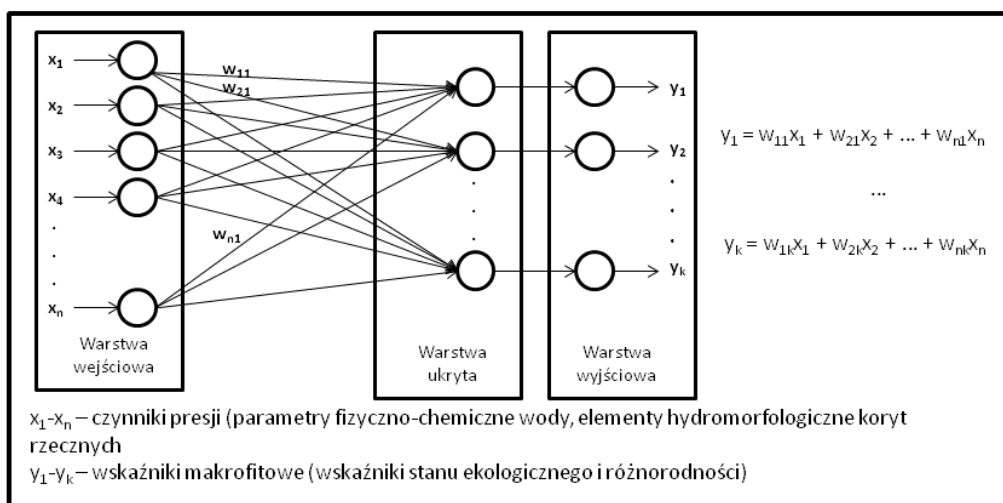 x1
x2
x3
x4
.
.
.
xn
w11
w21
wn1
.
.
.
y1
y2
.
.
.
yk
y1 = w11x1 + w21x2 + ... + wn1xn
...
yk = w1kx1 + w2kx2 + ... + wnkxn
Warstwa
wejściowa
Warstwa
ukryta
Warstwa
wyjściowa
x1-xn – czynniki presji (parametry fizyczno-chemiczne wody, elementy hydromorfologiczne koryt
rzecznych
y1-yk – wskaźniki makrofitowe (wskaźniki stanu ekologicznego i różnorodności)